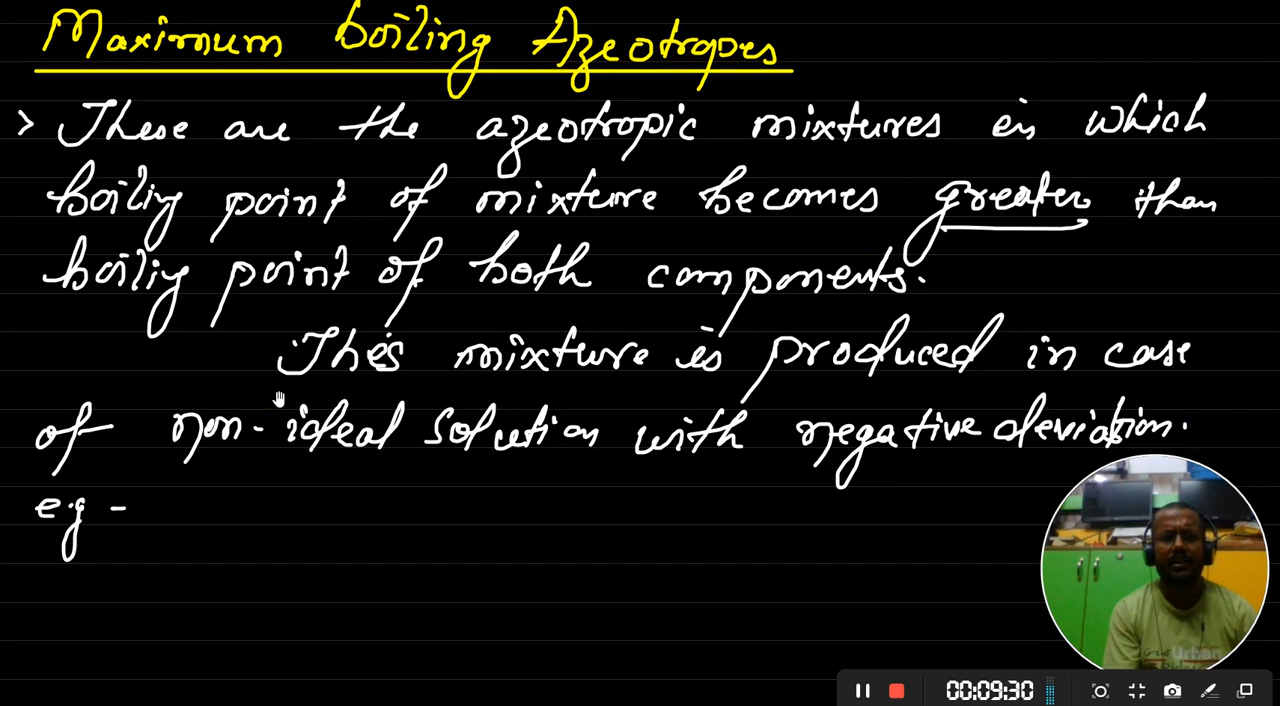 Maximum boiling Azeotropes
> These are the azeotropic mixtures in which
boiling point of mixture becomes greater than
boiling point of both components.
This mixture is produced in case
of non-ideal solution with negative deviation.
eg -
Urban
00:09:30